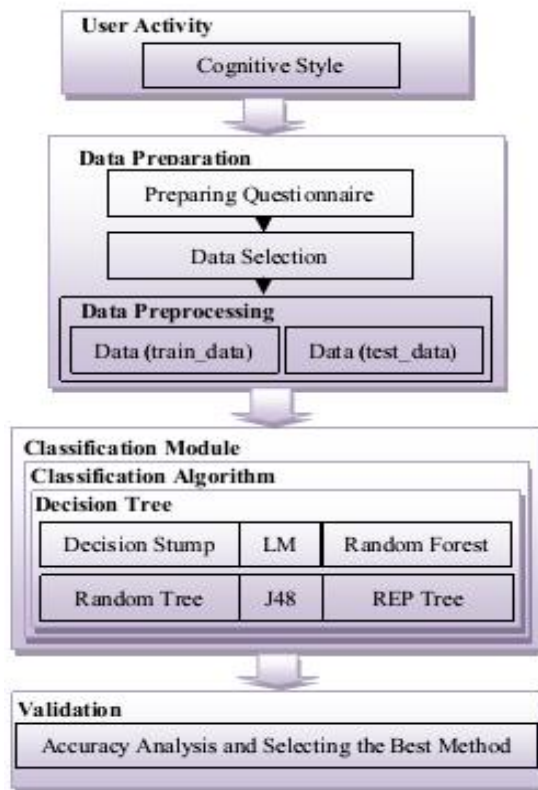 User Activity
Cognitive Style
Data Preparation
Preparing Questionnaire
Data Selection
Data Preprocessing
Data (train_data) Data (test_data)
Classification Module
Classification Algorithm
Decision Tree
Decision Stump LM Random Forest
Random Tree J48 REP Tree
Validation
Accuracy Analysis and Selecting the Best Method